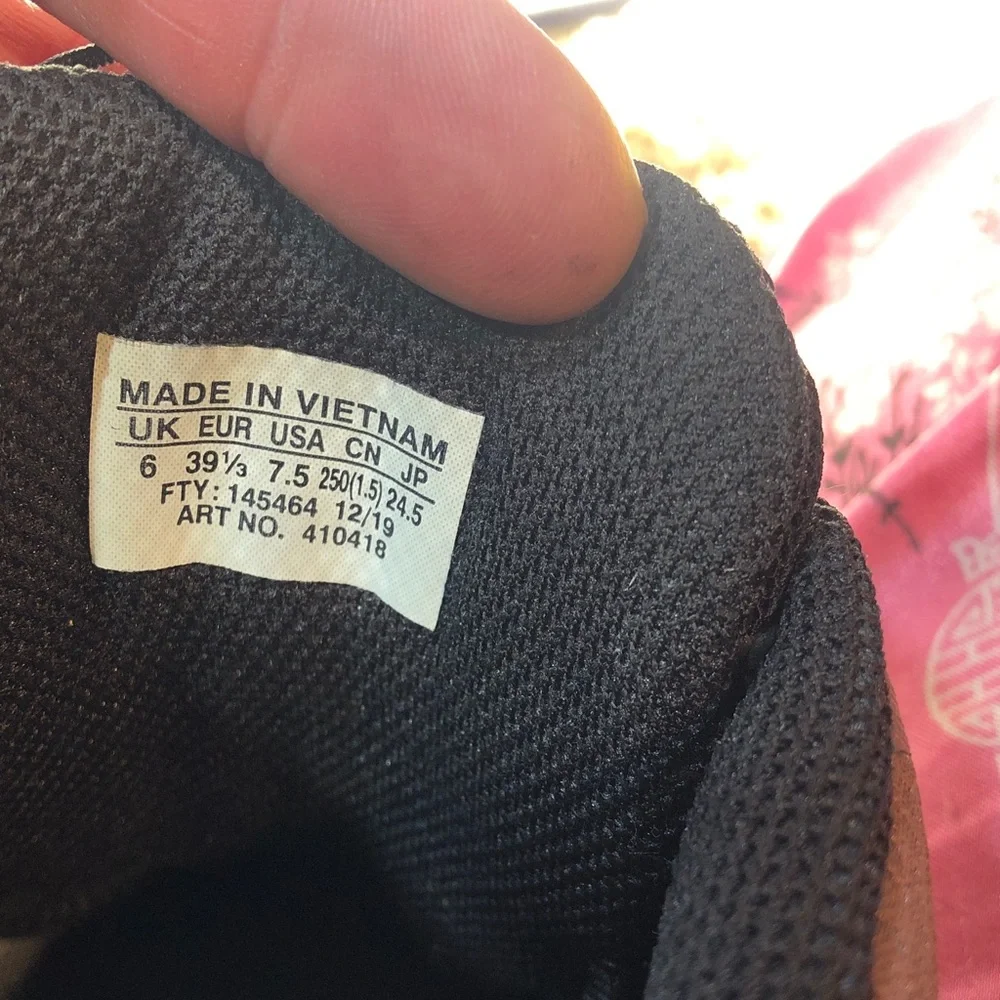 MADE IN VIETNAM
UK EUR USA CN JP
6 39⅓ 7.5 250(1.5) 24.5
FTY: 145464 12/19
ART NO. 410418